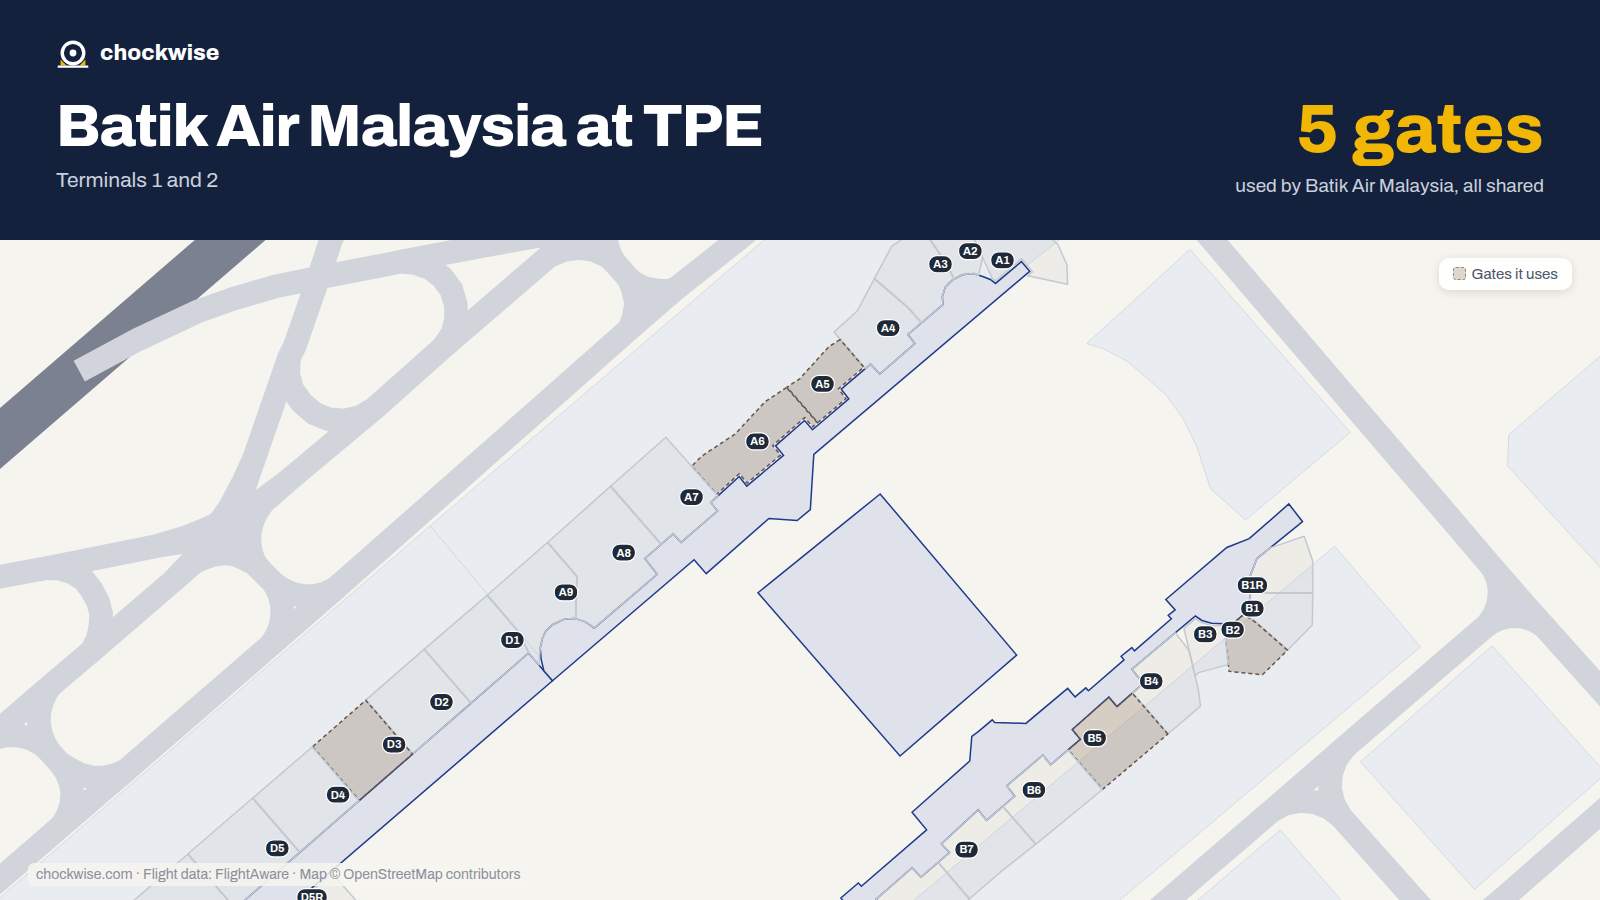 chockwise
Batik Air Malaysia at TPE
Terminals 1 and 2
5 gates
used by Batik Air Malaysia, all shared
Gates it uses
A1
A2
A3
A4
A5
A6
A7
A8
A9
D1
D2
D3
D4
D5
D5R
B1R
B1
B2
B3
B4
B5
B6
B7
chockwise.com · Flight data: FlightAware · Map © OpenStreetMap contributors